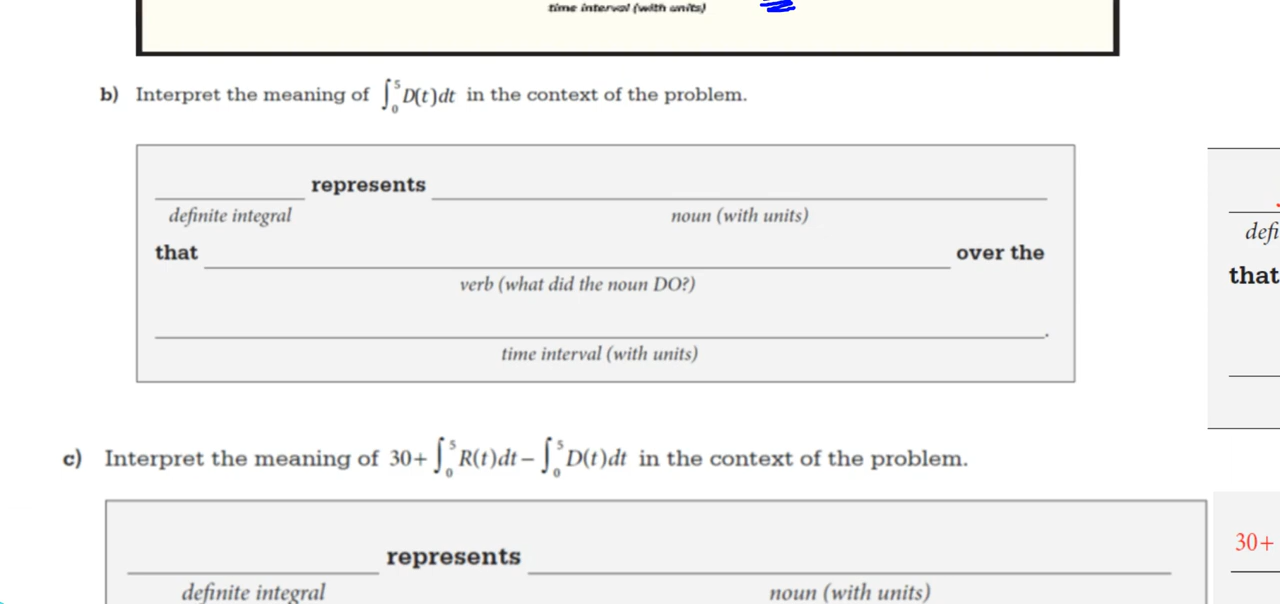 time interval (with units)
b) Interpret the meaning of ∫₀⁵ D(t)dt in the context of the problem.
represents
definite integral noun (with units)
that over the
verb (what did the noun DO?)
.
time interval (with units)
defi
that
c) Interpret the meaning of 30+∫₀⁵ R(t)dt−∫₀⁵ D(t)dt in the context of the problem.
represents
definite integral noun (with units)
30+